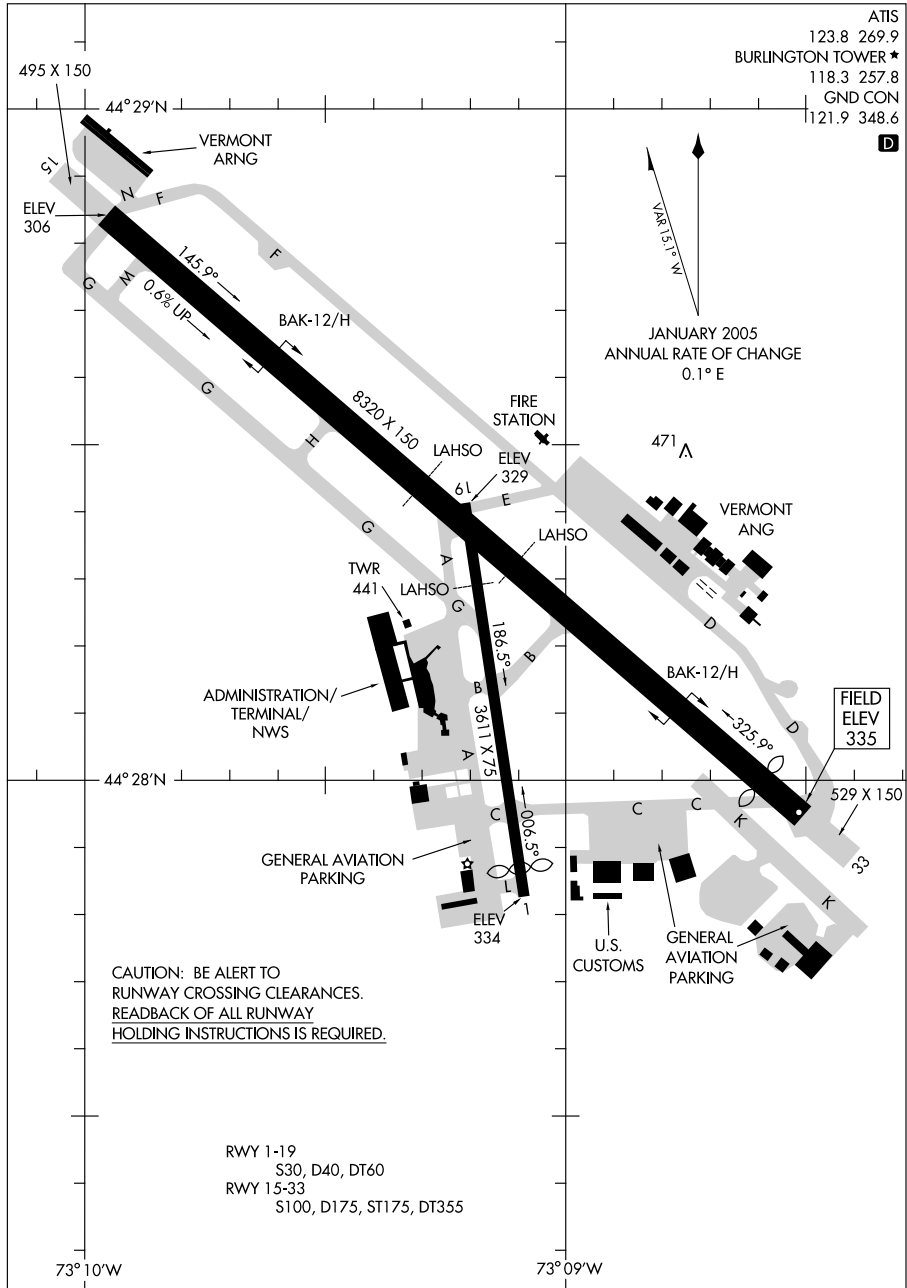 ATIS
123.8 269.9
BURLINGTON TOWER ★
118.3 257.8
GND CON
121.9 348.6
D
495 X 150
44°29'N
VERMONT
ARNG
15
N
F
ELEV
306
VAR 15.1° W
G
M
145.9°
0.6% UP
F
BAK-12/H
JANUARY 2005
ANNUAL RATE OF CHANGE
0.1° E
G
8320 X 150
FIRE
STATION
H
LAHSO
ELEV
329
471
19
E
VERMONT
ANG
G
LAHSO
A
TWR
441
LAHSO
G
186.5°
D
B
BAK-12/H
ADMINISTRATION/
TERMINAL/
NWS
B
3611 X 75
325.9°
D
FIELD
ELEV
335
A
44°28'N
529 X 150
C
006.5°
C
C
K
33
GENERAL AVIATION
PARKING
L
1
K
ELEV
334
U.S.
CUSTOMS
GENERAL
AVIATION
PARKING
CAUTION: BE ALERT TO
RUNWAY CROSSING CLEARANCES.
READBACK OF ALL RUNWAY
HOLDING INSTRUCTIONS IS REQUIRED.
RWY 1-19
S30, D40, DT60
RWY 15-33
S100, D175, ST175, DT355
73°10'W
73°09'W